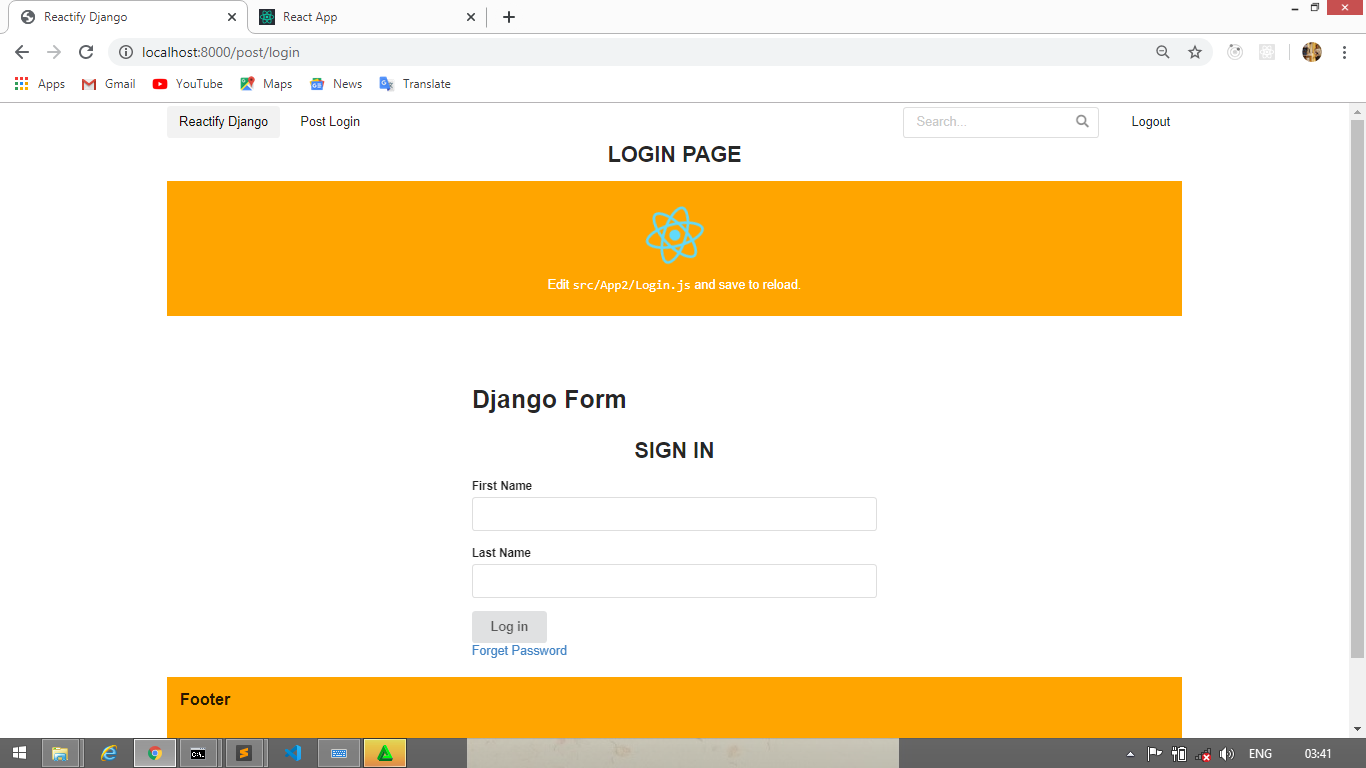 Reactify Django
React App
localhost:8000/post/login
Apps Gmail YouTube Maps News Translate
Reactify Django Post Login Search... Logout
LOGIN PAGE
Edit src/App2/Login.js and save to reload.
Django Form
SIGN IN
First Name
Last Name
Log in
Forget Password
Footer
ENG 03:41